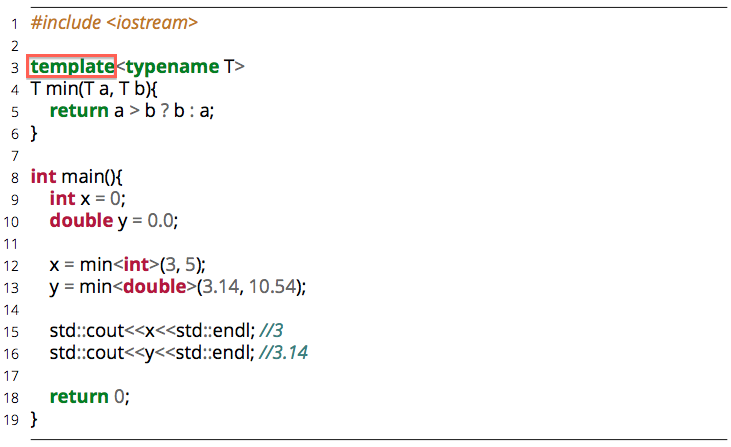 1 #include <iostream>
2
3 template<typename T>
4 T min(T a, T b){
5     return a > b ? b : a;
6 }
7
8 int main(){
9     int x = 0;
10     double y = 0.0;
11
12     x = min<int>(3, 5);
13     y = min<double>(3.14, 10.54);
14
15     std::cout<<x<<std::endl; //3
16     std::cout<<y<<std::endl; //3.14
17
18     return 0;
19 }